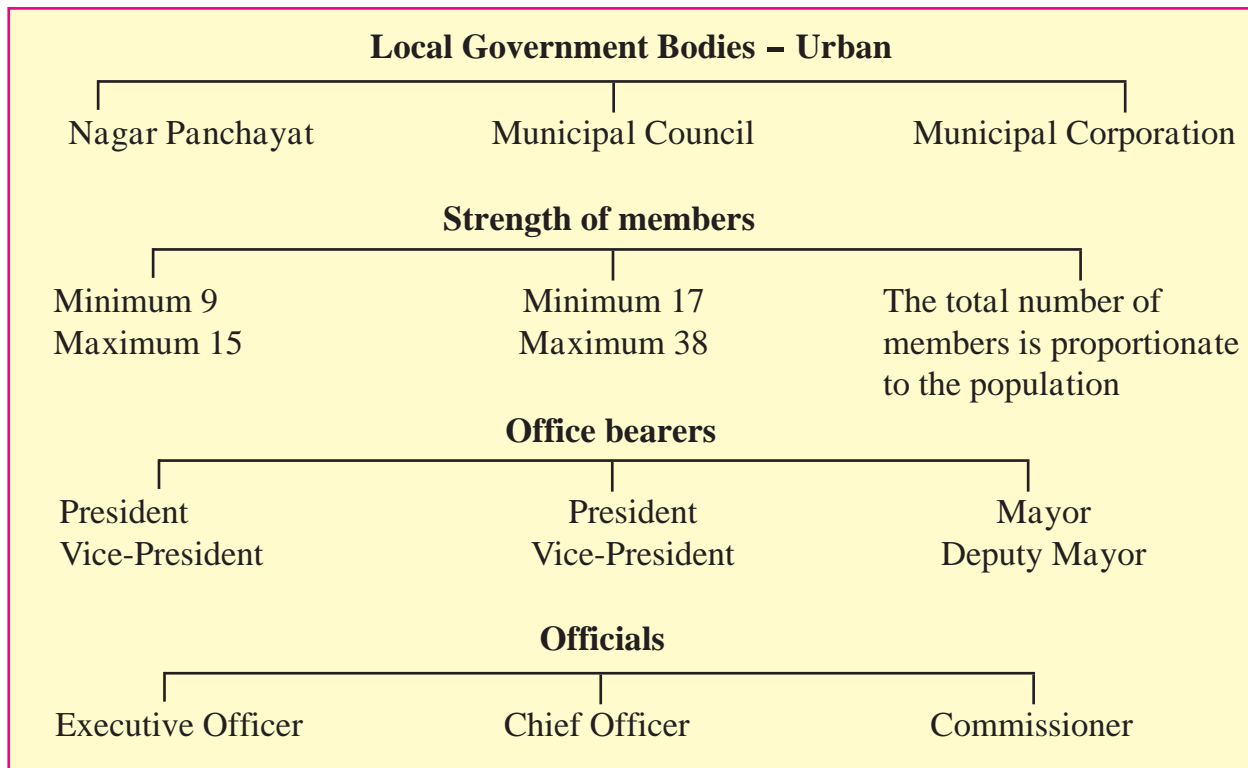 Local Government Bodies – Urban
Nagar Panchayat Municipal Council Municipal Corporation
Strength of members
Minimum 9 Minimum 17 The total number of
Maximum 15 Maximum 38 members is proportionate
to the population
Office bearers
President President Mayor
Vice-President Vice-President Deputy Mayor
Officials
Executive Officer Chief Officer Commissioner